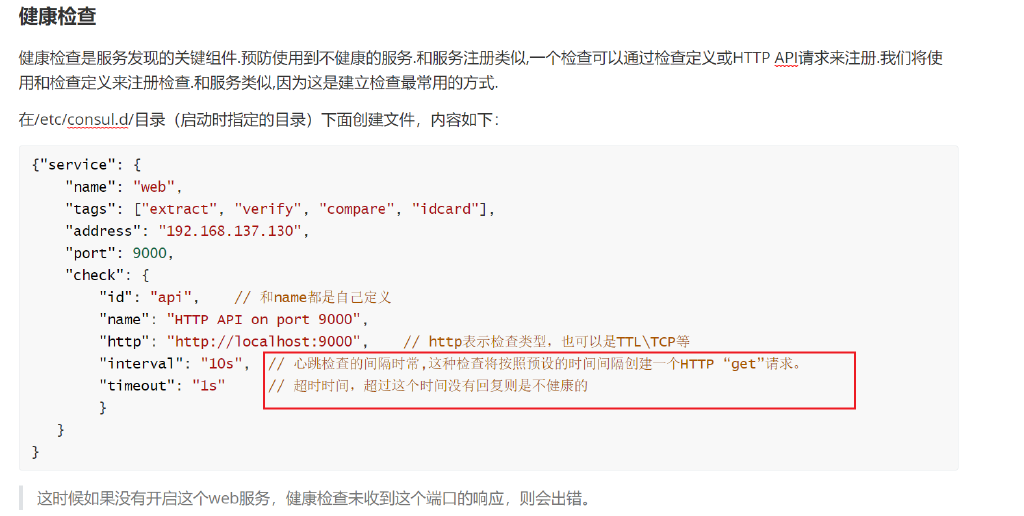 健康检查
健康检查是服务发现的关键组件.预防使用到不健康的服务.和服务注册类似,一个检查可以通过检查定义或HTTP API请求来注册.我们将使
用和检查定义来注册检查.和服务类似,因为这是建立检查最常用的方式.
在/etc/consul.d/目录（启动时指定的目录）下面创建文件，内容如下：
{"service": {
"name": "web",
"tags": ["extract", "verify", "compare", "idcard"],
"address": "192.168.137.130",
"port": 9000,
"check": {
"id": "api", // 和name都是自己定义
"name": "HTTP API on port 9000",
"http": "http://localhost:9000", // http表示检查类型，也可以是TTL\TCP等
"interval": "10s", // 心跳检查的间隔时常,这种检查将按照预设的时间间隔创建一个HTTP “get”请求。
"timeout": "1s" // 超时时间，超过这个时间没有回复则是不健康的
}
}
}
这时候如果没有开启这个web服务，健康检查未收到这个端口的响应，则会出错。